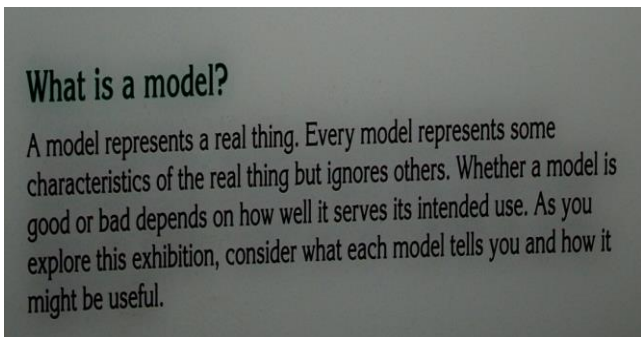 What is a model?
A model represents a real thing. Every model represents some
characteristics of the real thing but ignores others. Whether a model is
good or bad depends on how well it serves its intended use. As you
explore this exhibition, consider what each model tells you and how it
might be useful.